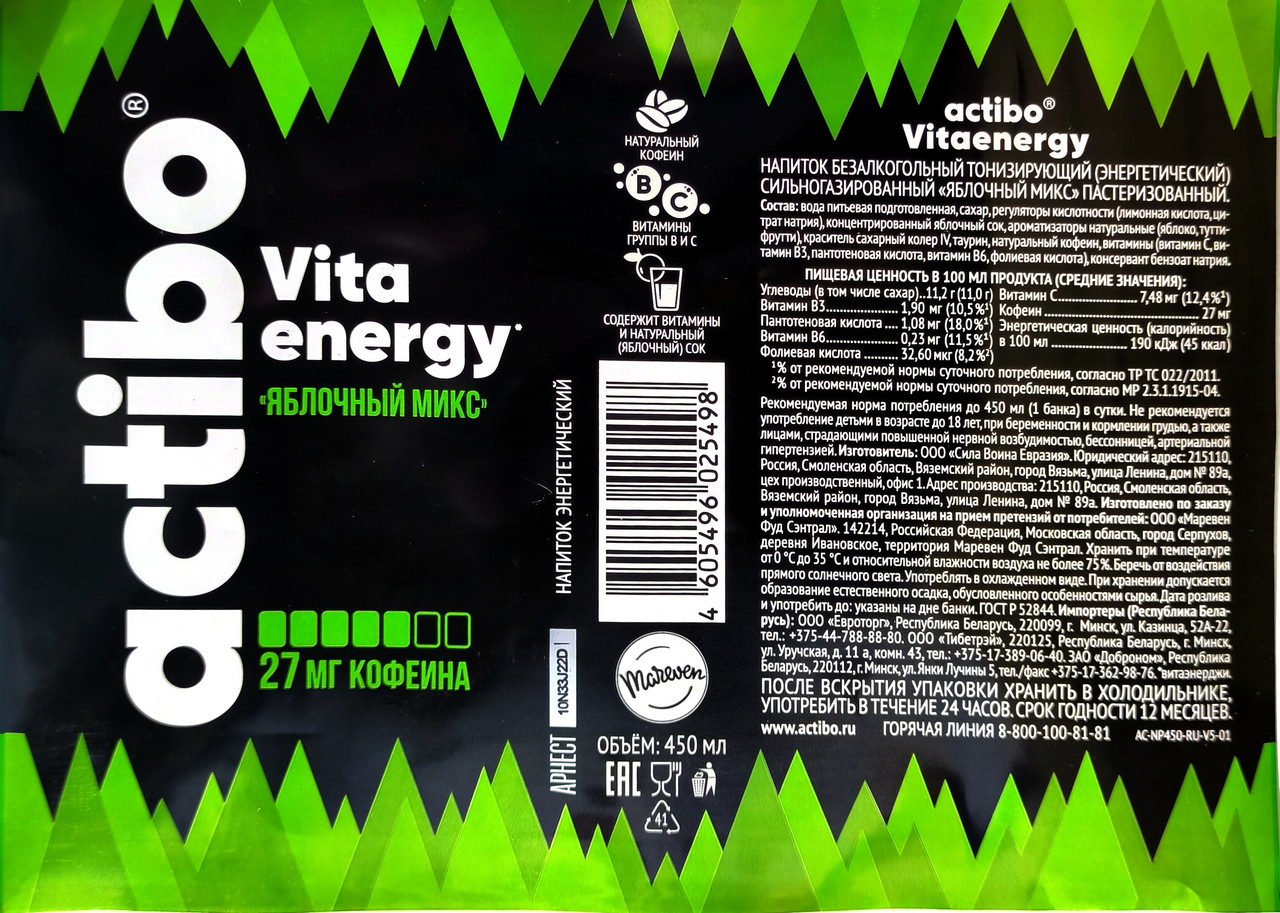 actibo®
Vita
energy*
«ЯБЛОЧНЫЙ МИКС»
27 МГ КОФЕИНА
НАПИТОК ЭНЕРГЕТИЧЕСКИЙ
10N33J22D
АРНЕСТ
НАТУРАЛЬНЫЙ
КОФЕИН
B C
ВИТАМИНЫ
ГРУППЫ В И С
СОДЕРЖИТ ВИТАМИНЫ
И НАТУРАЛЬНЫЙ
(ЯБЛОЧНЫЙ) СОК
4 605496 025498
Mareven
ОБЪЁМ: 450 МЛ
EAC
41
actibo®
Vitaenergy
НАПИТОК БЕЗАЛКОГОЛЬНЫЙ ТОНИЗИРУЮЩИЙ (ЭНЕРГЕТИЧЕСКИЙ)
СИЛЬНОГАЗИРОВАННЫЙ «ЯБЛОЧНЫЙ МИКС» ПАСТЕРИЗОВАННЫЙ.
Состав: вода питьевая подготовленная, сахар, регуляторы кислотности (лимонная кислота, ци-
трат натрия), концентрированный яблочный сок, ароматизаторы натуральные (яблоко, тутти-
фрутти), краситель сахарный колер IV, таурин, натуральный кофеин, витамины (витамин С, ви-
тамин В3, пантотеновая кислота, витамин В6, фолиевая кислота), консервант бензоат натрия.
ПИЩЕВАЯ ЦЕННОСТЬ В 100 МЛ ПРОДУКТА (СРЕДНИЕ ЗНАЧЕНИЯ):
Углеводы (в том числе сахар)..11,2 г (11,0 г)
Витамин В3.................. 1,90 мг (10,5%¹)
Пантотеновая кислота .... 1,08 мг (18,0%¹)
Витамин В6.................. 0,23 мг (11,5%¹)
Фолиевая кислота ......... 32,60 мкг (8,2%²)
Витамин С.................... 7,48 мг (12,4%¹)
Кофеин ........................................ 27 мг
Энергетическая ценность (калорийность)
в 100 мл ................... 190 кДж (45 ккал)
¹% от рекомендуемой нормы суточного потребления, согласно ТР ТС 022/2011.
²% от рекомендуемой нормы суточного потребления, согласно МР 2.3.1.1915-04.
Рекомендуемая норма потребления до 450 мл (1 банка) в сутки. Не рекомендуется
употребление детьми в возрасте до 18 лет, при беременности и кормлении грудью, а также
лицами, страдающими повышенной нервной возбудимостью, бессонницей, артериальной
гипертензией. Изготовитель: ООО «Сила Воина Евразия». Юридический адрес: 215110,
Россия, Смоленская область, Вяземский район, город Вязьма, улица Ленина, дом № 89а,
цех производственный, офис 1. Адрес производства: 215110, Россия, Смоленская область,
Вяземский район, город Вязьма, улица Ленина, дом № 89а. Изготовлено по заказу
и уполномоченная организация на прием претензий от потребителей: ООО «Маревен
Фуд Сэнтрал». 142214, Российская Федерация, Московская область, город Серпухов,
деревня Ивановское, территория Маревен Фуд Сэнтрал. Хранить при температуре
от 0 °С до 35 °С и относительной влажности воздуха не более 75%. Беречь от воздействия
прямого солнечного света. Употреблять в охлажденном виде. При хранении допускается
образование естественного осадка, обусловленного особенностями сырья. Дата розлива
и употребить до: указаны на дне банки. ГОСТ Р 52844. Импортеры (Республика Бела-
русь): ООО «Евроторг», Республика Беларусь, 220099, г. Минск, ул. Казинца, 52А-22,
тел.: +375-44-788-88-80. ООО «Тибетрэй», 220125, Республика Беларусь, г. Минск,
ул. Уручская, д. 11 а, комн. 43, тел.: +375-17-389-06-40. ЗАО «Доброном», Республика
Беларусь, 220112, г. Минск, ул. Янки Лучины 5, тел./факс +375-17-362-98-76. *витаэнерджи.
ПОСЛЕ ВСКРЫТИЯ УПАКОВКИ ХРАНИТЬ В ХОЛОДИЛЬНИКЕ,
УПОТРЕБИТЬ В ТЕЧЕНИЕ 24 ЧАСОВ. СРОК ГОДНОСТИ 12 МЕСЯЦЕВ.
www.actibo.ru ГОРЯЧАЯ ЛИНИЯ 8-800-100-81-81 AC-NP450-RU-V5-01